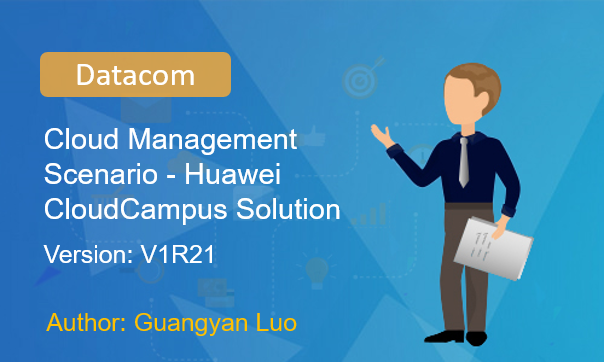 Datacom
Cloud Management
Scenario - Huawei
CloudCampus Solution
Version: V1R21
Author: Guangyan Luo